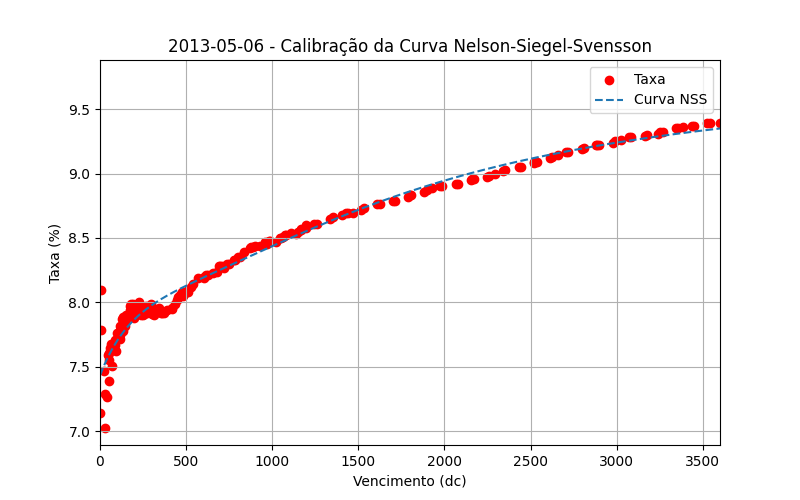 2013-05-06 - Calibração da Curva Nelson-Siegel-Svensson
Taxa
Curva NSS
Taxa (%)
9.5
9.0
8.5
8.0
7.5
7.0
0 500 1000 1500 2000 2500 3000 3500
Vencimento (dc)